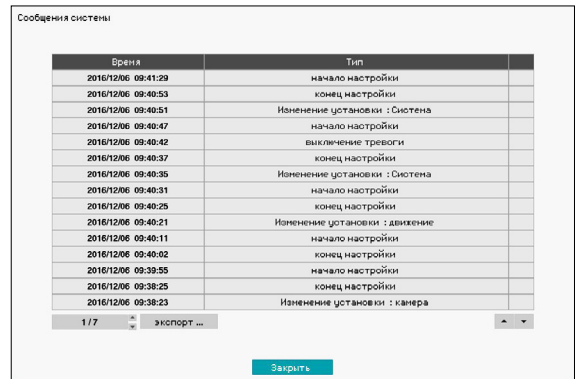 Сообщения системы
Время Тип
2016/12/06 09:41:29 начало настройки
2016/12/06 09:40:53 конец настройки
2016/12/06 09:40:51 Изменение установки : Система
2016/12/06 09:40:47 начало настройки
2016/12/06 09:40:42 выключение тревоги
2016/12/06 09:40:37 конец настройки
2016/12/06 09:40:35 Изменение установки : Система
2016/12/06 09:40:31 начало настройки
2016/12/06 09:40:25 конец настройки
2016/12/06 09:40:21 Изменение установки : движение
2016/12/06 09:40:11 начало настройки
2016/12/06 09:40:02 конец настройки
2016/12/06 09:39:55 начало настройки
2016/12/06 09:38:25 конец настройки
2016/12/06 09:38:23 Изменение установки : камера
1 / 7 экспорт ...
Закрыть